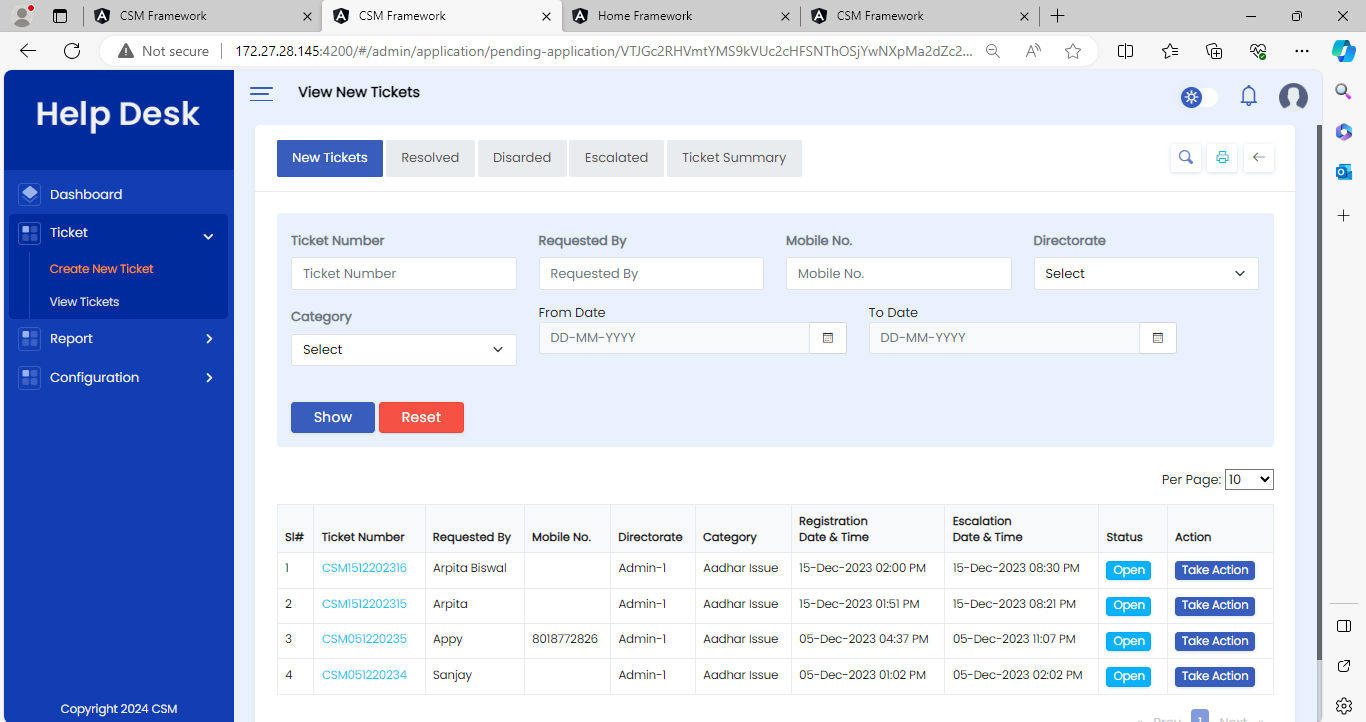 CSM Framework
CSM Framework
Home Framework
CSM Framework
Not secure
172.27.28.145:4200/#/admin/application/pending-application/VTJGc2RHVmtYMS9kVUc2cHFSNThOSjYwNXpMa2dZc2...
Help Desk
View New Tickets
Dashboard
Ticket
Create New Ticket
View Tickets
Report
Configuration
Copyright 2024 CSM
New Tickets Resolved Disarded Escalated Ticket Summary
Ticket Number Requested By Mobile No. Directorate
Ticket Number Requested By Mobile No. Select
Category From Date To Date
Select DD-MM-YYYY DD-MM-YYYY
Show Reset
Per Page: 10
Sl# Ticket Number Requested By Mobile No. Directorate Category Registration Date & Time Escalation Date & Time Status Action
1 CSM1512202316 Arpita Biswal Admin-1 Aadhar Issue 15-Dec-2023 02:00 PM 15-Dec-2023 08:30 PM Open Take Action
2 CSM1512202315 Arpita Admin-1 Aadhar Issue 15-Dec-2023 01:51 PM 15-Dec-2023 08:21 PM Open Take Action
3 CSM051220235 Appy 8018772826 Admin-1 Aadhar Issue 05-Dec-2023 04:37 PM 05-Dec-2023 11:07 PM Open Take Action
4 CSM051220234 Sanjay Admin-1 Aadhar Issue 05-Dec-2023 01:02 PM 05-Dec-2023 02:02 PM Open Take Action
Prev 1 Next